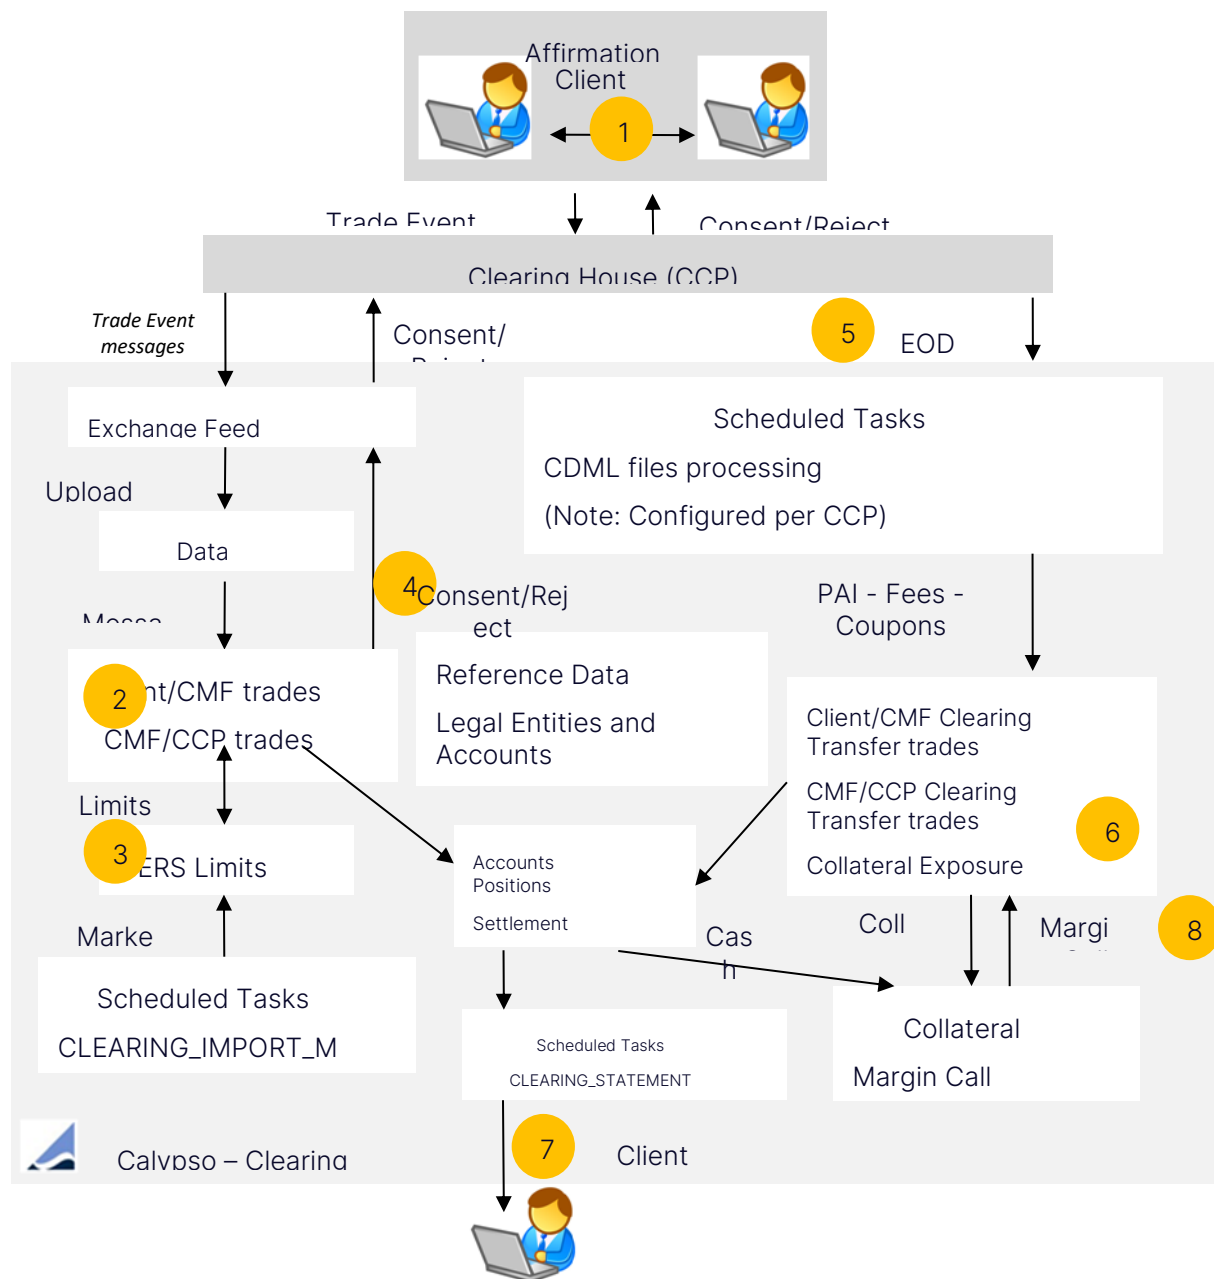 Affirmation
Client
1
Trade Event
Consent/Reject
Clearing House (CCP)
Trade Event
messages
Consent/
5
EOD
Exchange Feed
Scheduled Tasks
CDML files processing
(Note: Configured per CCP)
Upload
Data
4
Consent/Rej
ect
PAI - Fees -
Coupons
2
nt/CMF trades
CMF/CCP trades
Reference Data
Legal Entities and
Accounts
Client/CMF Clearing
Transfer trades
CMF/CCP Clearing
Transfer trades
6
Collateral Exposure
Limits
3
ERS Limits
Accounts
Positions
Settlement
Marke
Cas
h
Coll
Margi
8
Scheduled Tasks
CLEARING_IMPORT_M
Scheduled Tasks
CLEARING_STATEMENT
Collateral
Margin Call
7
Client
Calypso – Clearing